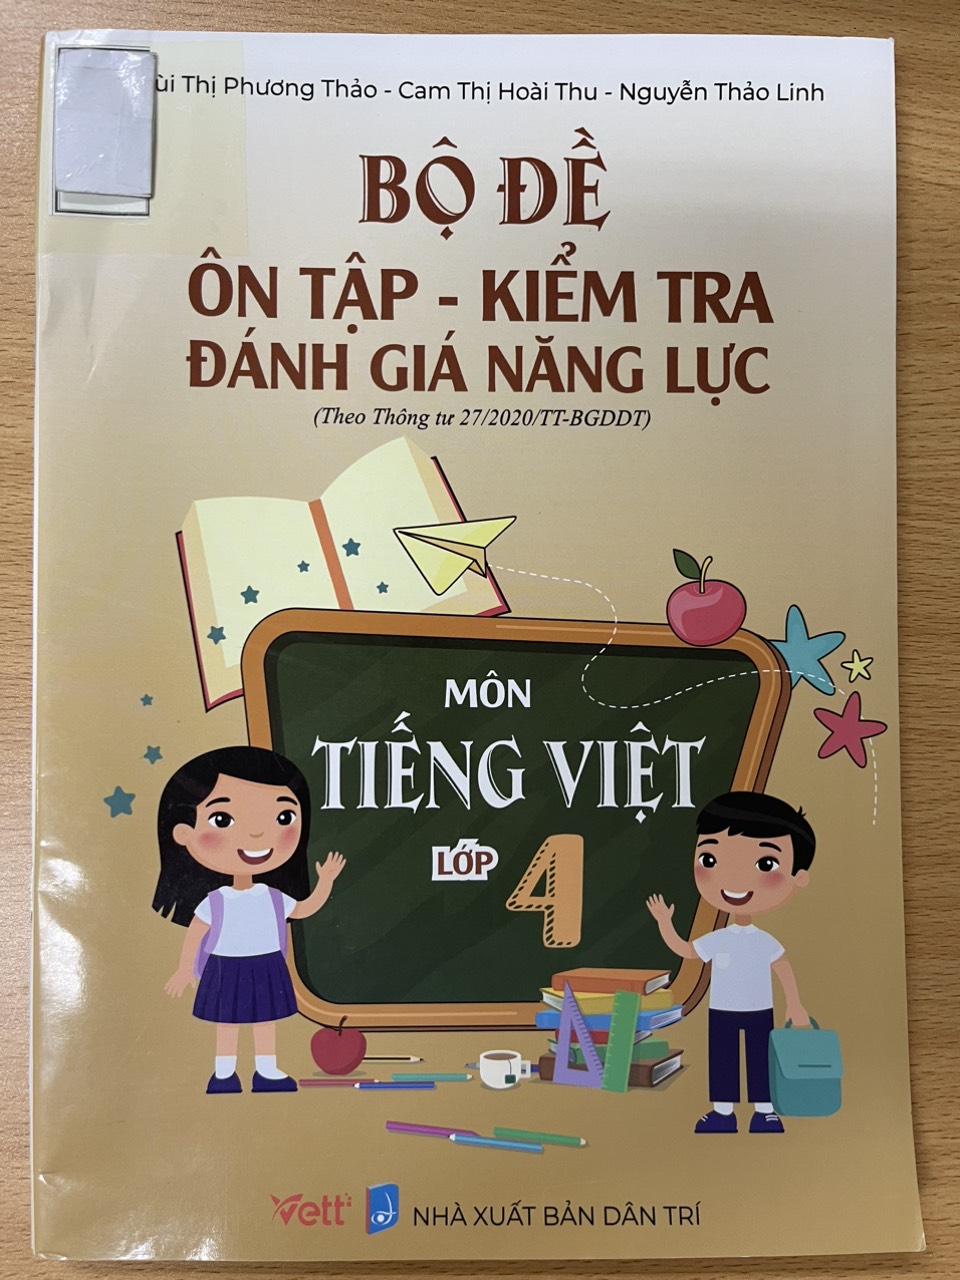 Thị Phương Thảo - Cam Thị Hoài Thu - Nguyễn Thảo Linh
BỘ ĐỀ
ÔN TẬP - KIỂM TRA
ĐÁNH GIÁ NĂNG LỰC
(Theo Thông tư 27/2020/TT-BGDDT)
MÔN
TIẾNG VIỆT
LỚP 4
Vett
NHÀ XUẤT BẢN DÂN TRÍ